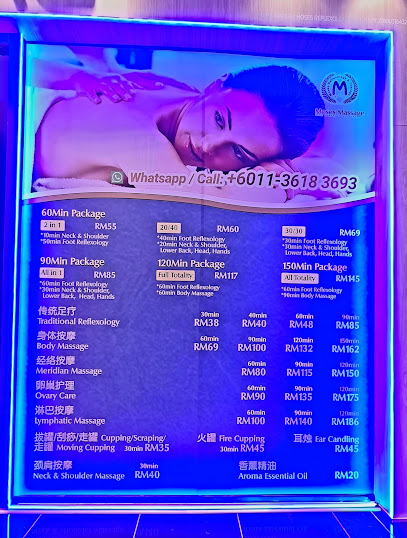 Moses Massage
Whatsapp / Call: +6011-3618 3693
60Min Package
2 in 1 RM55
*10min Neck & Shoulder
*50min Foot Reflexology
20/40 RM60
*40min Foot Reflexology
*20min Neck & Shoulder,
Lower Back, Head, Hands
30/30 RM69
*30min Foot Reflexology
*30min Neck & Shoulder,
Lower Back, Head, Hands
90Min Package
All in 1 RM85
*60min Foot Reflexology
*30min Neck & Shoulder,
Lower Back, Head, Hands
120Min Package
Full Totality RM117
*60min Foot Reflexology
*60min Body Massage
150Min Package
All Totality RM145
*60min Foot Reflexology
*90min Body Massage
传统足疗 30min 40min 60min 90min
Traditional Reflexology RM38 RM40 RM48 RM85
身体按摩 60min 90min 120min 150min
Body Massage RM69 RM100 RM132 RM162
经络按摩 60min 90min 120min
Meridian Massage RM80 RM115 RM150
卵巢护理 60min 90min 120min
Ovary Care RM90 RM135 RM175
淋巴按摩 60min 90min 120min
Lymphatic Massage RM100 RM140 RM186
拔罐/刮痧/走罐 Cupping/Scraping/
走罐 Moving Cupping 30min RM35
火罐 Fire Cupping
30min RM45
耳烛 Ear Candling
RM45
颈肩按摩 30min
Neck & Shoulder Massage RM40
香熏精油
Aroma Essential Oil RM20